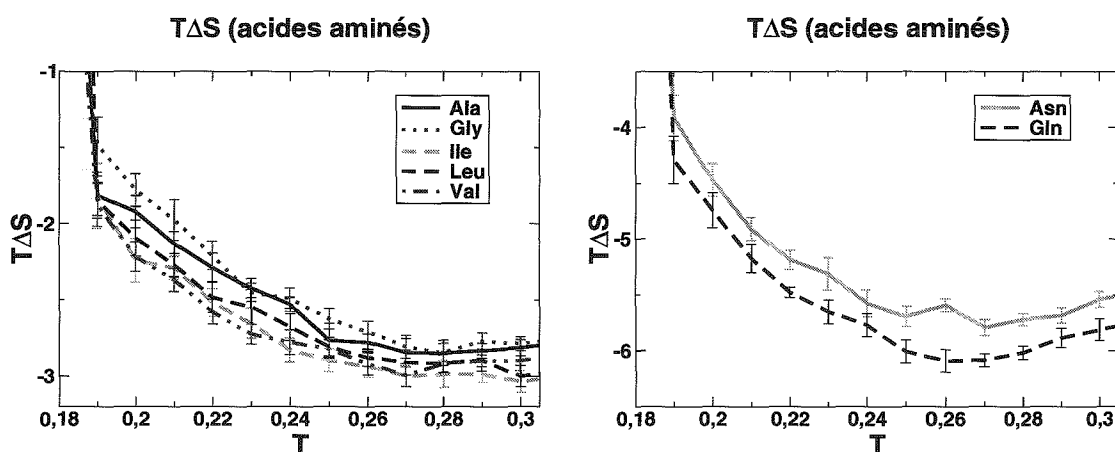 TΔS (acides aminés)
-1
-2
-3
TΔS
0,18
0,2
0,22
0,24
0,26
0,28
0,3
T
Ala
Gly
Ile
Leu
Val
TΔS (acides aminés)
-4
-5
-6
TΔS
0,18
0,2
0,22
0,24
0,26
0,28
0,3
T
Asn
Gln